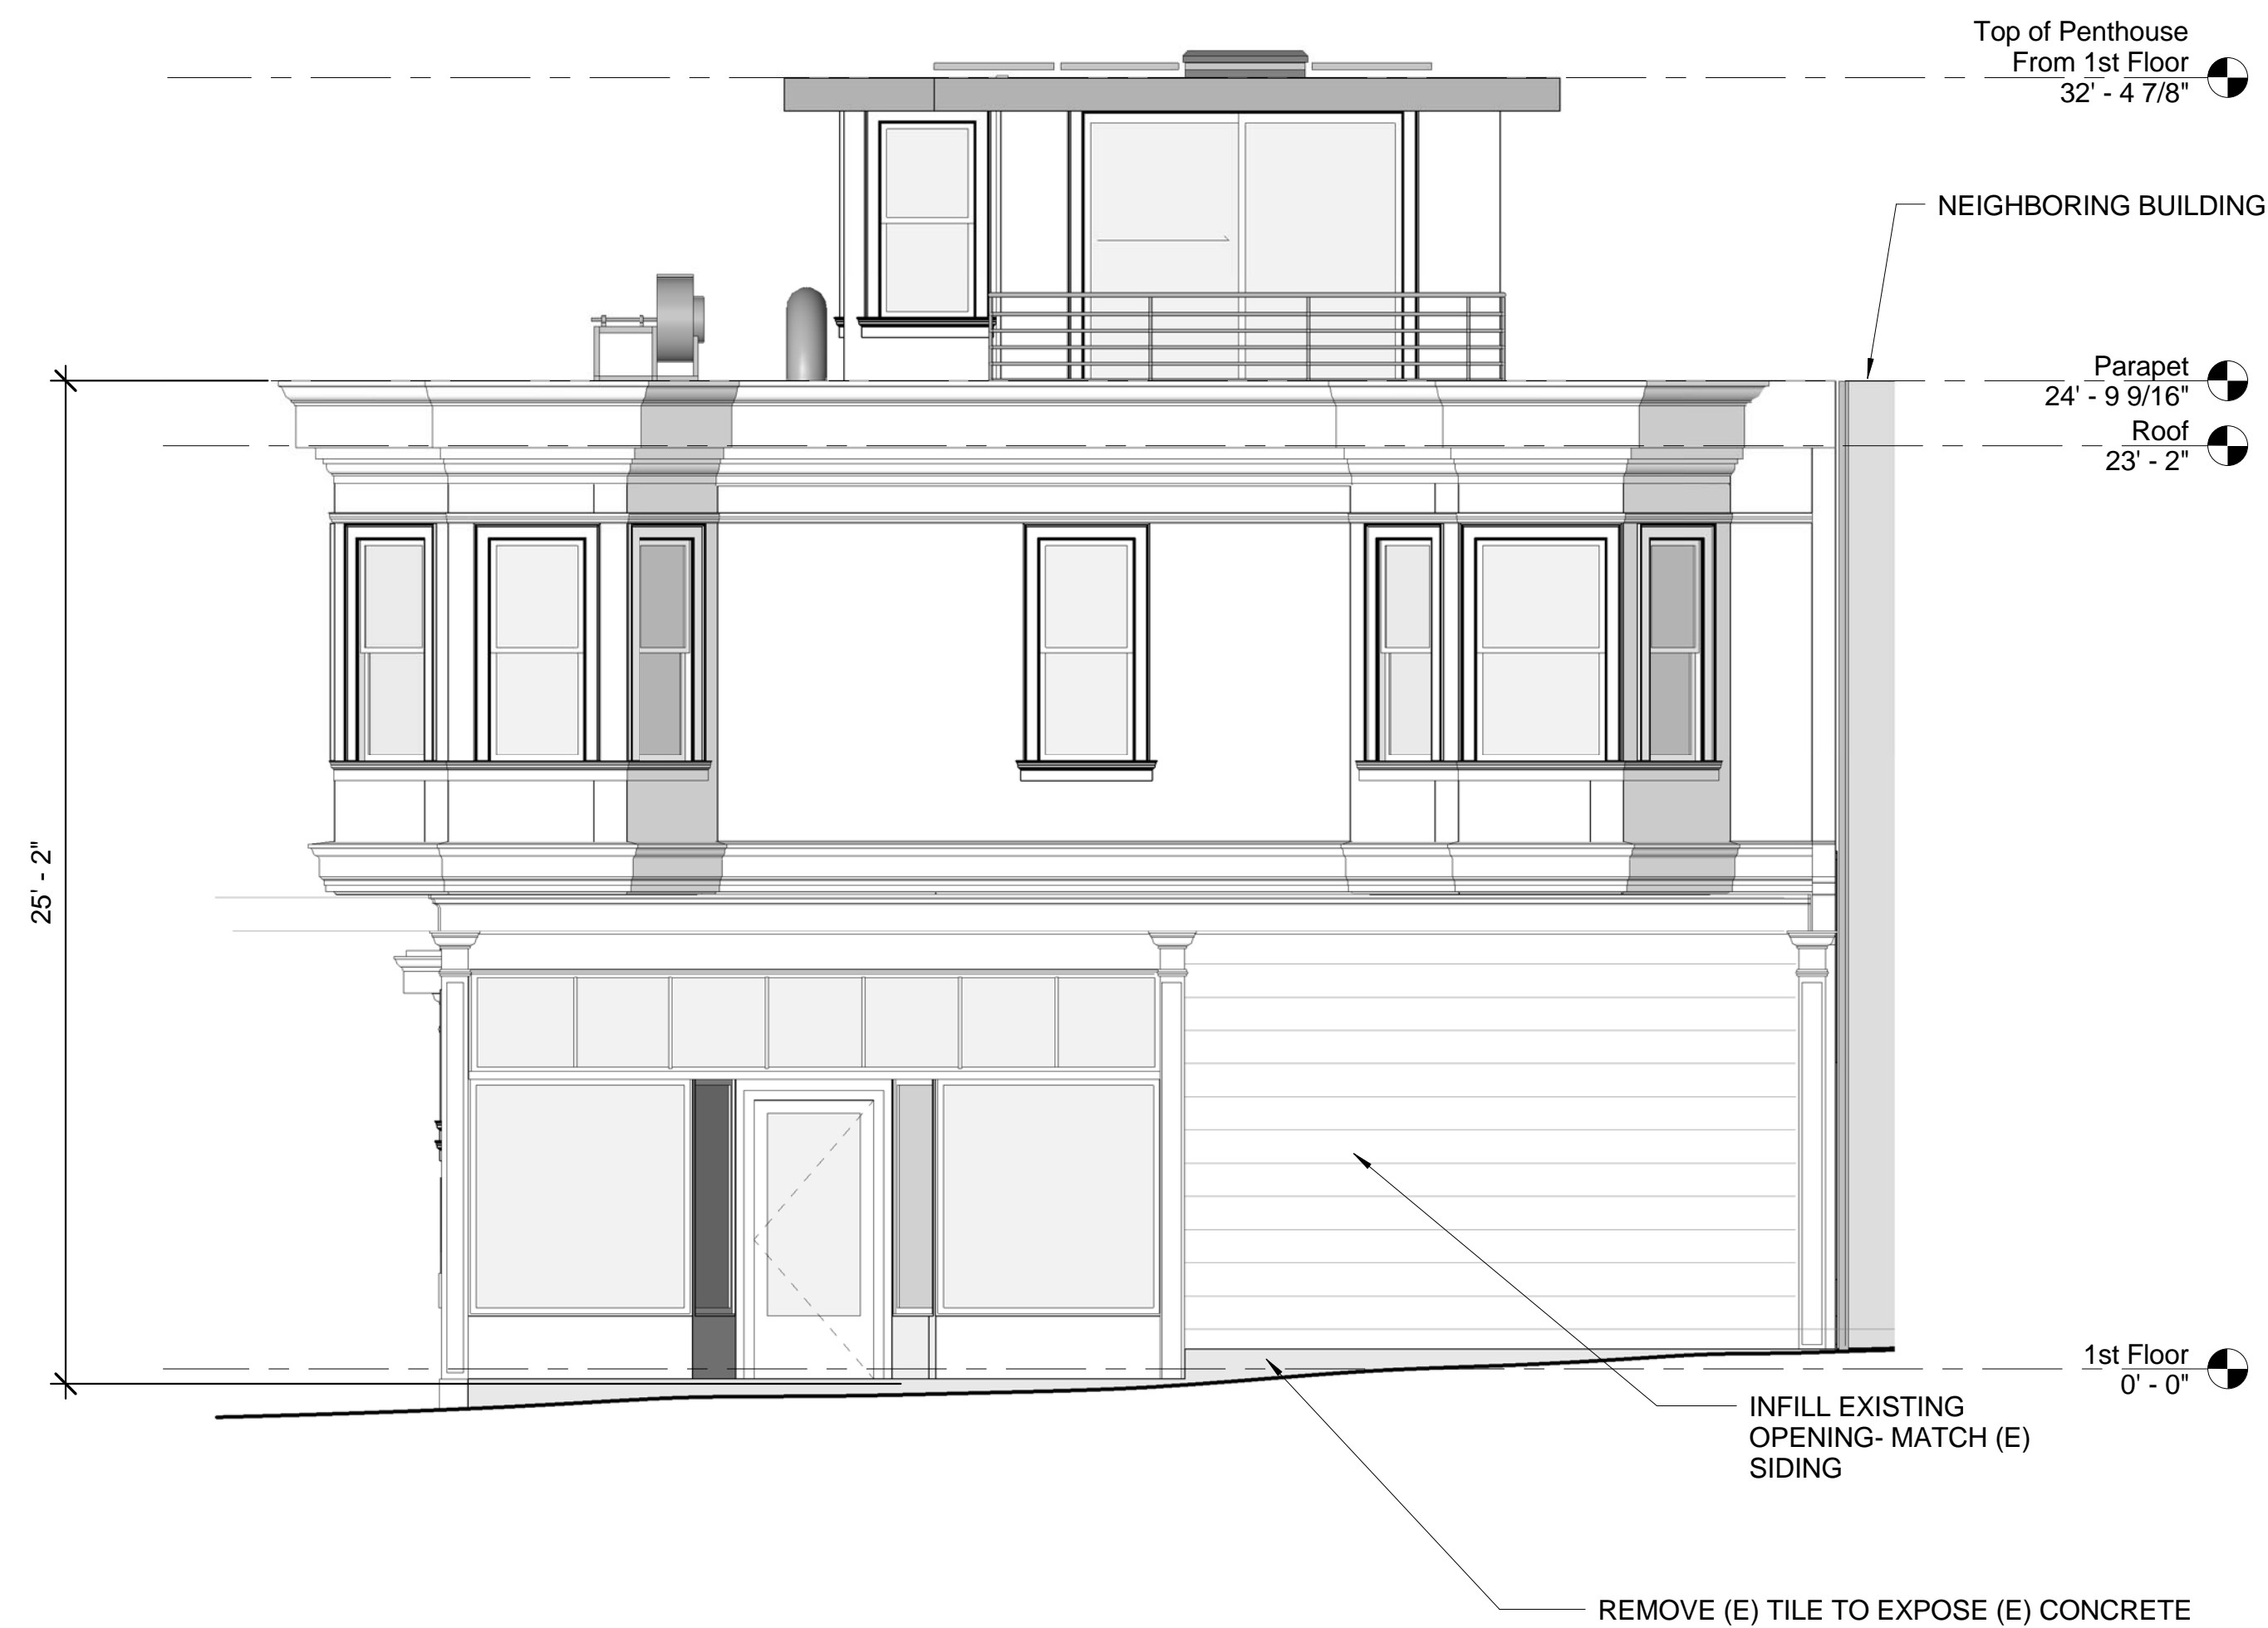 Top of Penthouse
From 1st Floor
32' - 4 7/8"
NEIGHBORING BUILDING
Parapet
24' - 9 9/16"
Roof
23' - 2"
25' - 2"
1st Floor
0' - 0"
INFILL EXISTING
OPENING- MATCH (E)
SIDING
REMOVE (E) TILE TO EXPOSE (E) CONCRETE